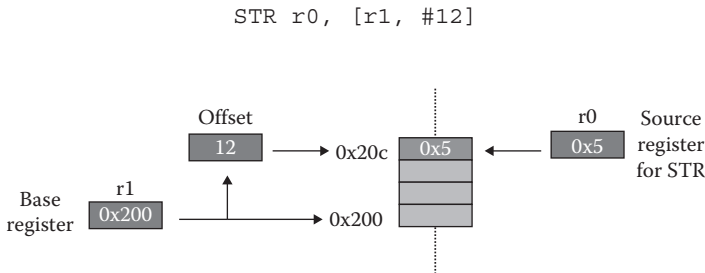 STR r0, [r1, #12]
Offset
12
0x20c
0x5
r0
0x5
Source
register
for STR
Base
register
r1
0x200
0x200